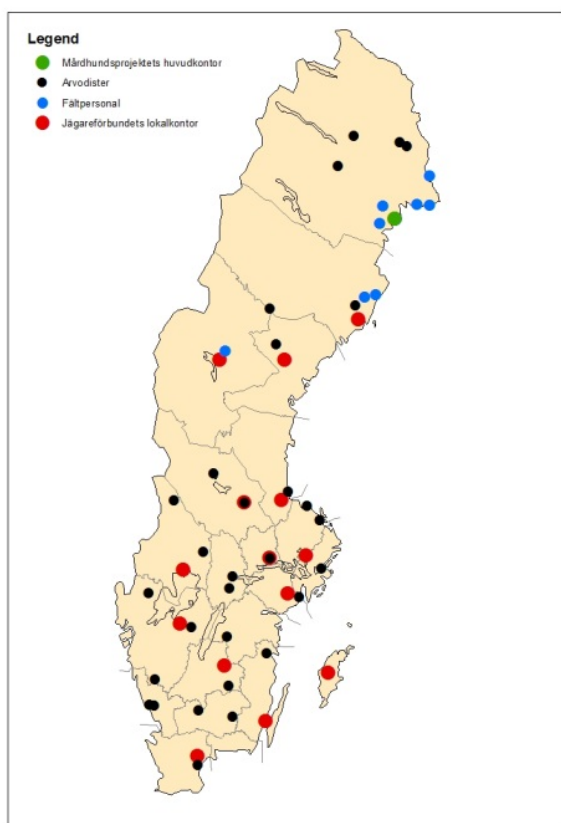 Legend
Mårdhundsprojektets huvudkontor
Arvodister
Fältpersonal
Jägareförbundets lokalkontor